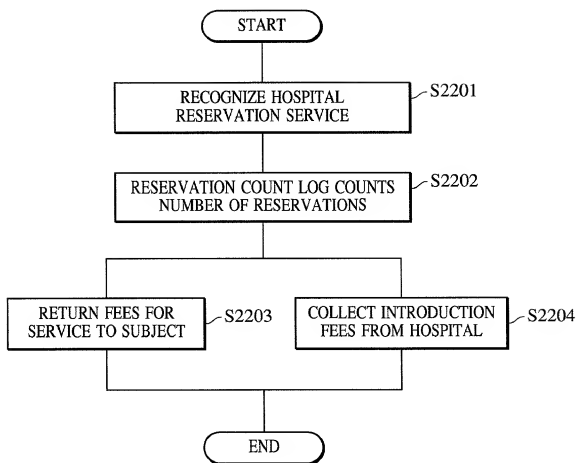 START
RECOGNIZE HOSPITAL
RESERVATION SERVICE
S2201
RESERVATION COUNT LOG COUNTS
NUMBER OF RESERVATIONS
S2202
RETURN FEES FOR
SERVICE TO SUBJECT
S2203
COLLECT INTRODUCTION
FEES FROM HOSPITAL
S2204
END